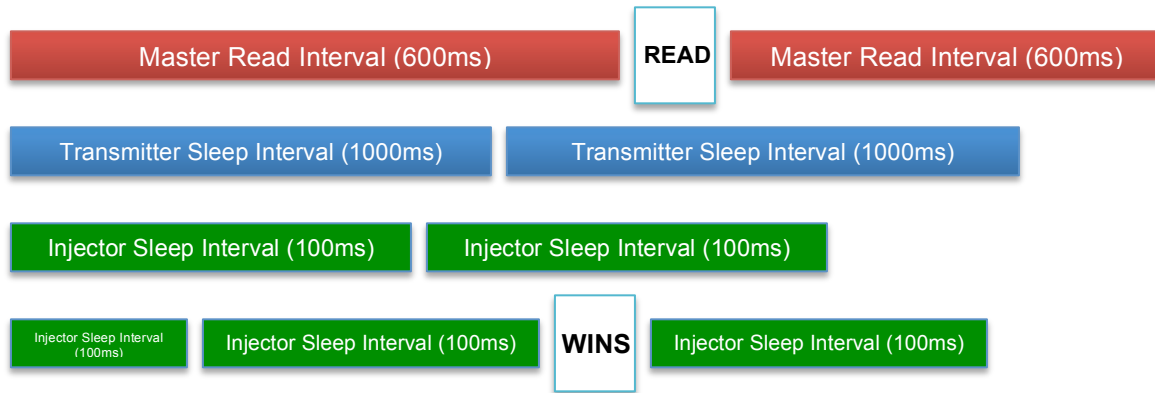 Master Read Interval (600ms)
READ
Master Read Interval (600ms)
Transmitter Sleep Interval (1000ms)
Transmitter Sleep Interval (1000ms)
Injector Sleep Interval (100ms)
Injector Sleep Interval (100ms)
Injector Sleep Interval
(100ms)
Injector Sleep Interval (100ms)
WINS
Injector Sleep Interval (100ms)